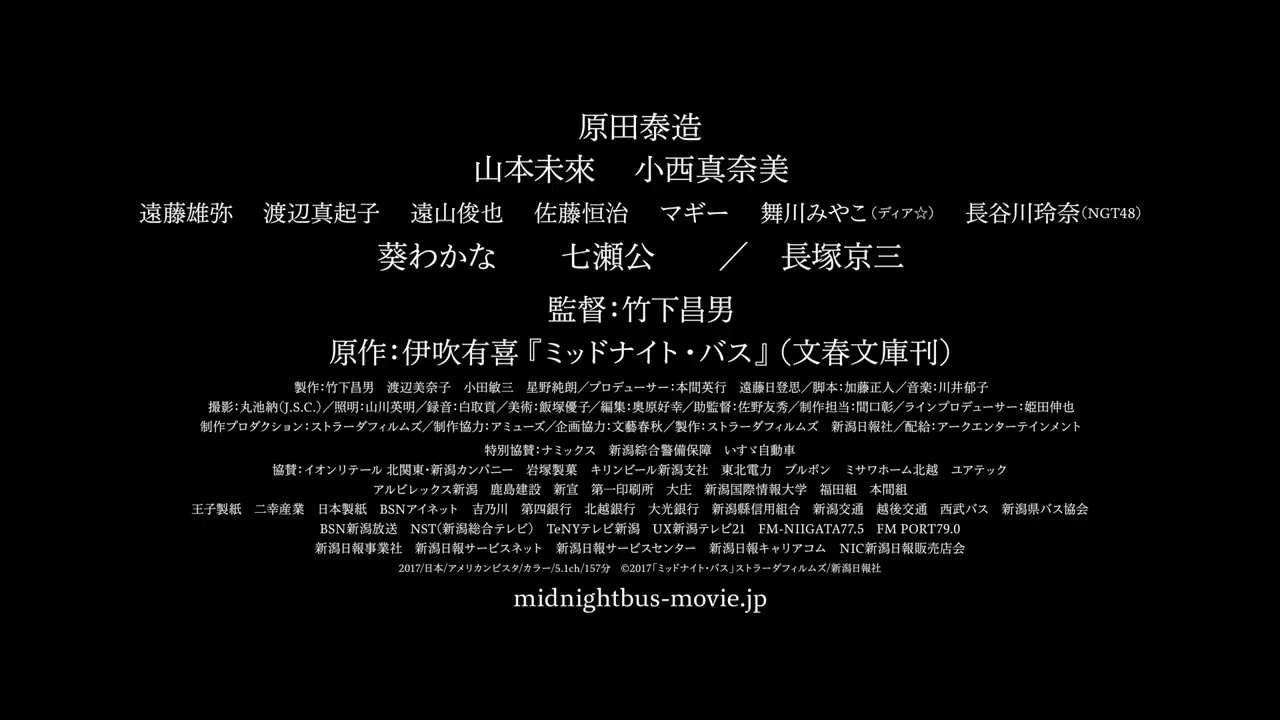 原田泰造
山本未來 小西真奈美
遠藤雄弥 渡辺真起子 遠山俊也 佐藤恒治 マギー 舞川みやこ（ディア☆） 長谷川玲奈（NGT48）
葵わかな 七瀬公 ／ 長塚京三
監督：竹下昌男
原作：伊吹有喜『ミッドナイト・バス』（文春文庫刊）
製作：竹下昌男 渡辺美奈子 小田敏三 星野純朗／プロデューサー：本間英行 遠藤日登思／脚本：加藤正人／音楽：川井郁子
撮影：丸池納（J.S.C.）／照明：山川英明／録音：白取貢／美術：飯塚優子／編集：奥原好幸／助監督：佐野友秀／制作担当：間口彰／ラインプロデューサー：姫田伸也
制作プロダクション：ストラーダフィルムズ／制作協力：アミューズ／企画協力：文藝春秋／製作：ストラーダフィルムズ 新潟日報社／配給：アークエンターテインメント
特別協賛：ナミックス 新潟綜合警備保障 いすゞ自動車
協賛：イオンリテール 北関東・新潟カンパニー 岩塚製菓 キリンビール新潟支社 東北電力 ブルボン ミサワホーム北越 ユアテック
アルビレックス新潟 鹿島建設 新宣 第一印刷所 大庄 新潟国際情報大学 福田組 本間組
王子製紙 二幸産業 日本製紙 BSNアイネット 吉乃川 第四銀行 北越銀行 大光銀行 新潟縣信用組合 新潟交通 越後交通 西武バス 新潟県バス協会
BSN新潟放送 NST（新潟総合テレビ） TeNYテレビ新潟 UX新潟テレビ21 FM-NIIGATA77.5 FM PORT79.0
新潟日報事業社 新潟日報サービスネット 新潟日報サービスセンター 新潟日報キャリアコム NIC新潟日報販売店会
2017/日本/アメリカンビスタ/カラー/5.1ch/157分 ©2017「ミッドナイト・バス」ストラーダフィルムズ/新潟日報社
midnightbus-movie.jp